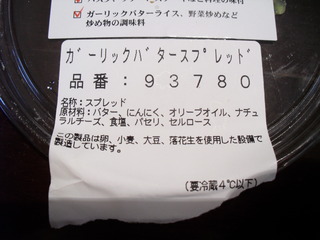 ガーリックバターライス、野菜炒めなど
炒め物の調味料
ガーリックバタースプレッド
品番：93780
名称：スプレッド
原材料：バター、にんにく、オリーブオイル、ナチュ
ラルチーズ、食塩、パセリ、セルロース
この製品は卵、小麦、大豆、落花生を使用した設備で
製造しています。
(要冷蔵4℃以下)